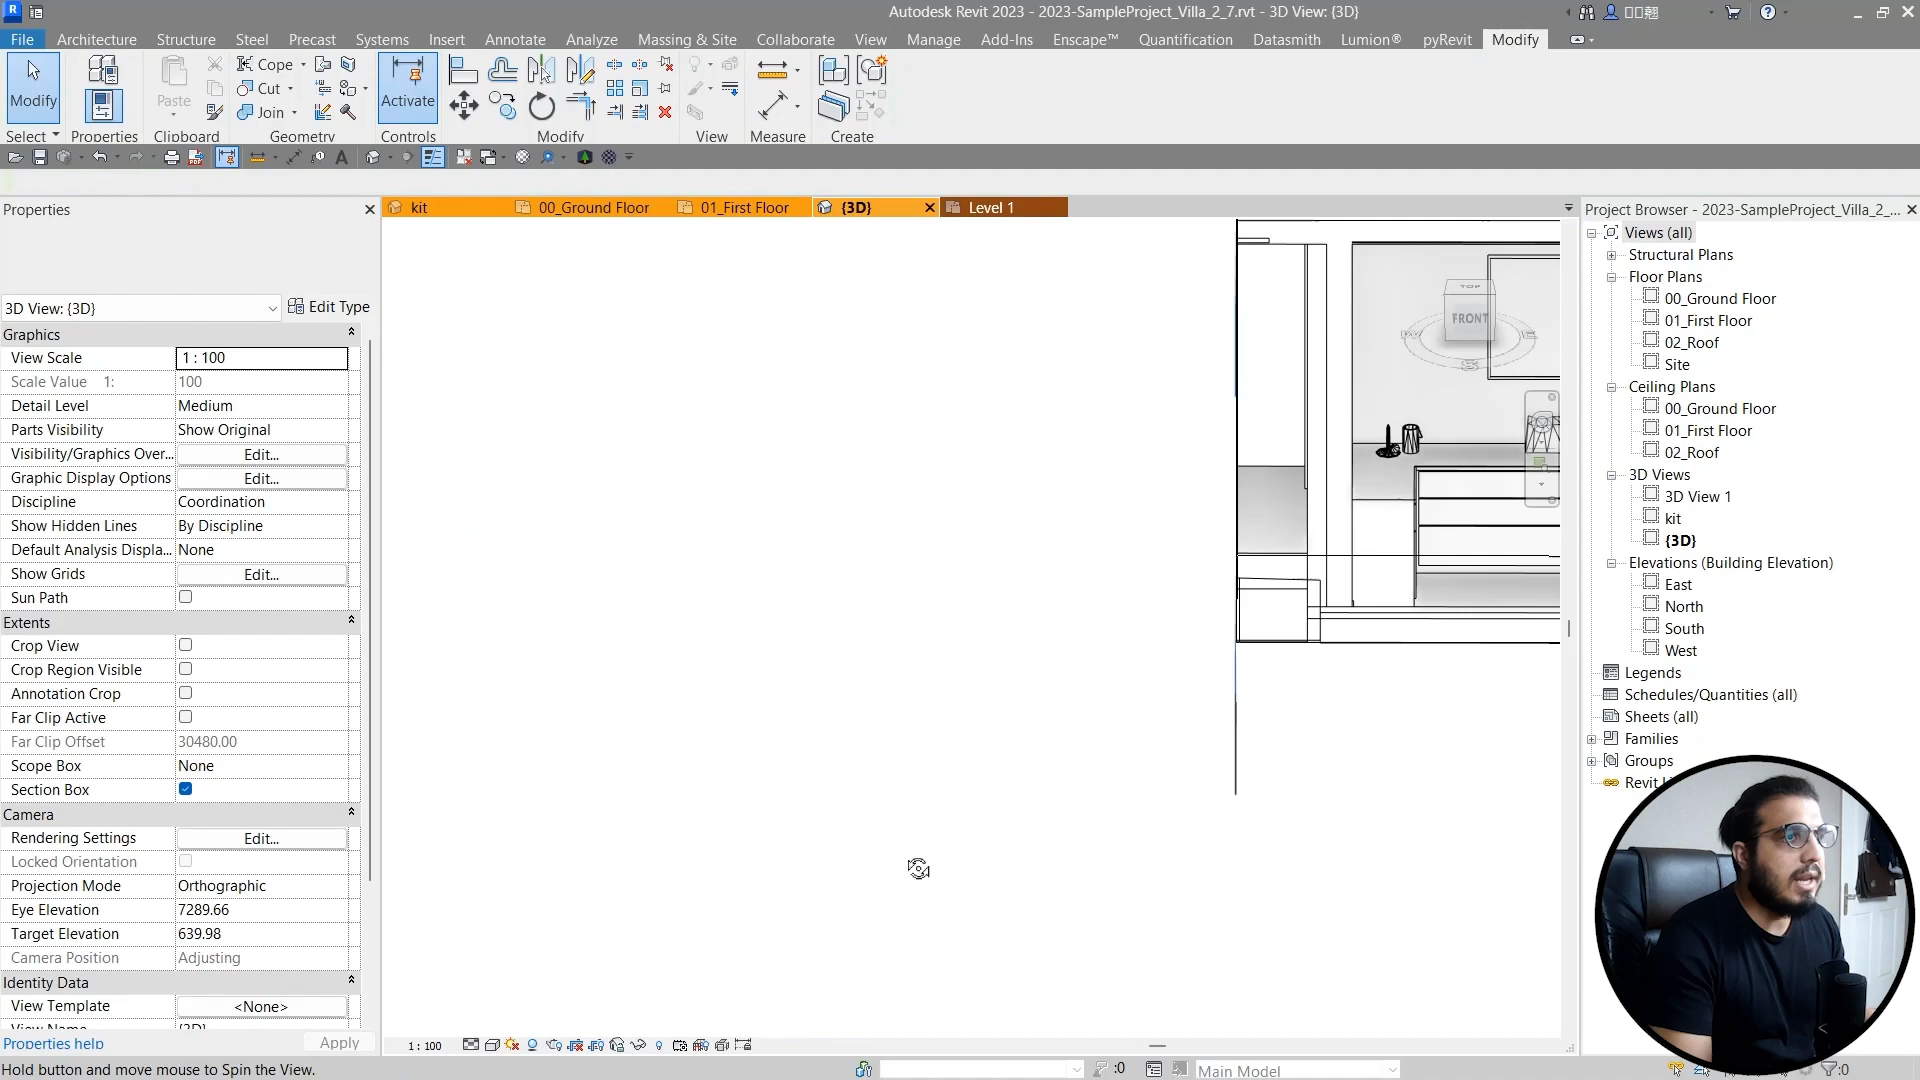 Autodesk Revit 2023 - 2023-SampleProject_Villa_2_7.rvt - 3D View: {3D}
File Architecture Structure Steel Precast Systems Insert Annotate Analyze Massing & Site Collaborate View Manage Add-Ins Enscape™ Quantification Datasmith Lumion® pyRevit Modify
Modify Paste Cope Cut Join Activate
Select Properties Clipboard Geometry Controls Modify View Measure Create
Properties
kit 00_Ground Floor 01_First Floor {3D} Level 1
Project Browser - 2023-SampleProject_Villa_2_...
3D View: {3D} Edit Type
Graphics
View Scale 1 : 100
Scale Value 1: 100
Detail Level Medium
Parts Visibility Show Original
Visibility/Graphics Over... Edit...
Graphic Display Options Edit...
Discipline Coordination
Show Hidden Lines By Discipline
Default Analysis Displa... None
Show Grids Edit...
Sun Path
Extents
Crop View
Crop Region Visible
Annotation Crop
Far Clip Active
Far Clip Offset 30480.00
Scope Box None
Section Box
Camera
Rendering Settings Edit...
Locked Orientation
Projection Mode Orthographic
Eye Elevation 7289.66
Target Elevation 639.98
Camera Position Adjusting
Identity Data
View Template <None>
View Name {3D}
Properties help Apply
TOP
FRONT
W E
S
Views (all)
Structural Plans
Floor Plans
00_Ground Floor
01_First Floor
02_Roof
Site
Ceiling Plans
00_Ground Floor
01_First Floor
02_Roof
3D Views
3D View 1
kit
{3D}
Elevations (Building Elevation)
East
North
South
West
Legends
Schedules/Quantities (all)
Sheets (all)
Families
Groups
Revit
1 : 100
Hold button and move mouse to Spin the View.
:0
Main Model
:0